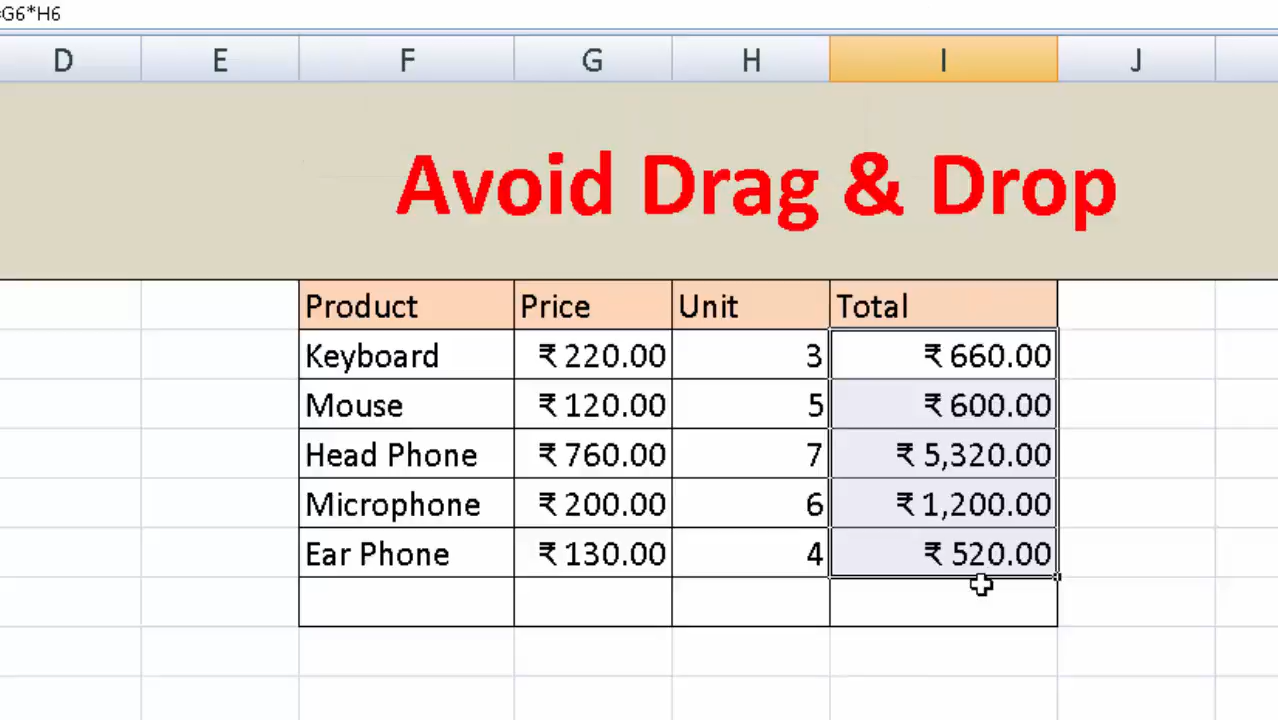 =G6*H6
D E F G H I J
Avoid Drag & Drop
Product Price Unit Total
Keyboard ₹ 220.00 3 ₹ 660.00
Mouse ₹ 120.00 5 ₹ 600.00
Head Phone ₹ 760.00 7 ₹ 5,320.00
Microphone ₹ 200.00 6 ₹ 1,200.00
Ear Phone ₹ 130.00 4 ₹ 520.00